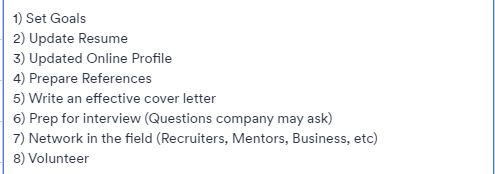 1) Set Goals
2) Update Resume
3) Updated Online Profile
4) Prepare References
5) Write an effective cover letter
6) Prep for interview (Questions company may ask)
7) Network in the field (Recruiters, Mentors, Business, etc)
8) Volunteer